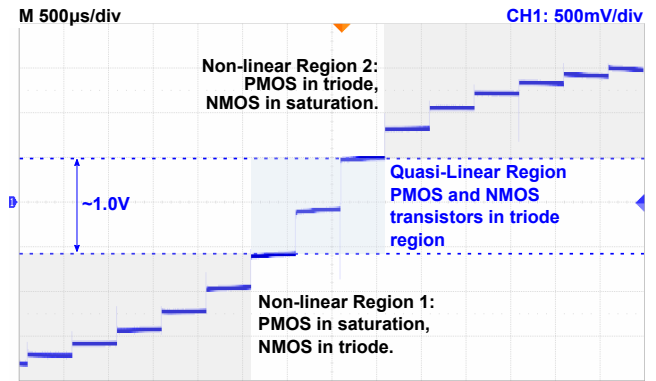 M 500µs/div
CH1: 500mV/div
Non-linear Region 2:
PMOS in triode,
NMOS in saturation.
Quasi-Linear Region
PMOS and NMOS
transistors in triode
region
~1.0V
Non-linear Region 1:
PMOS in saturation,
NMOS in triode.